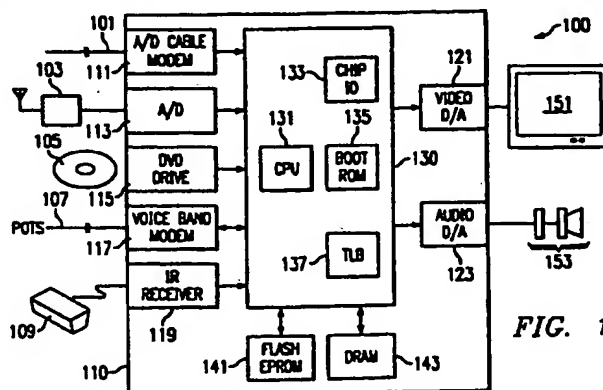 101
A/D CABLE
MODEM
111
103
A/D
113
105
DVD
DRIVE
115
107
POTS
VOICE BAND
MODEM
117
IR
RECEIVER
119
109
110
133
CHIP
ID
131
CPU
135
BOOT
ROM
130
137
TLB
141
FLASH
EPROM
DRAM
143
121
VIDEO
D/A
100
151
AUDIO
D/A
123
153
FIG. 1